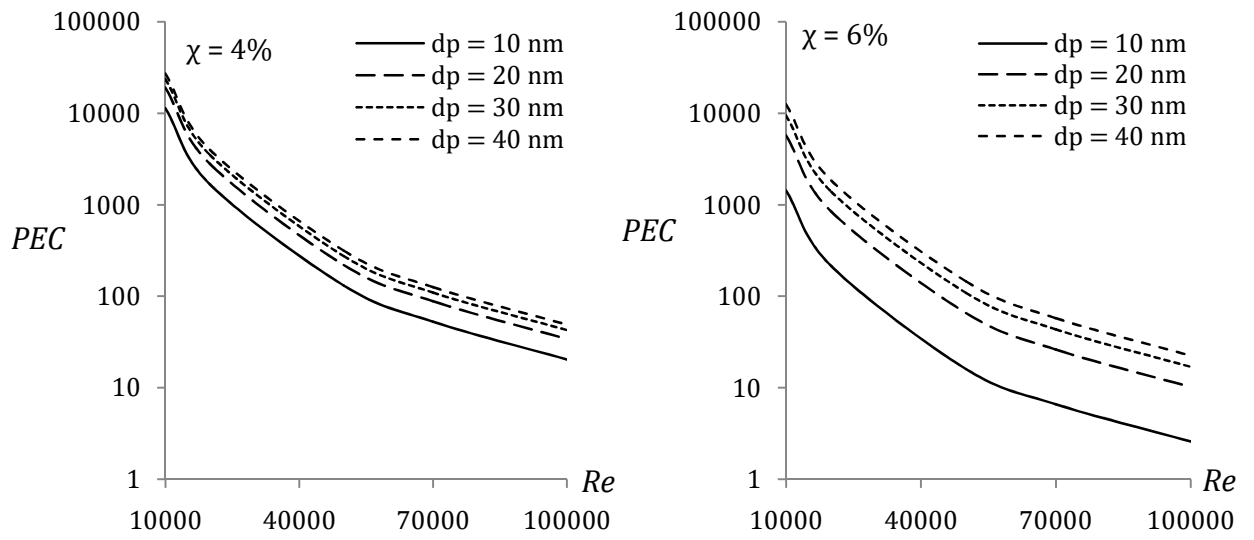 100000
10000
1000
100
10
1
PEC
χ = 4%
dp = 10 nm
dp = 20 nm
dp = 30 nm
dp = 40 nm
Re
10000 40000 70000 100000
100000
10000
1000
100
10
1
PEC
χ = 6%
dp = 10 nm
dp = 20 nm
dp = 30 nm
dp = 40 nm
Re
10000 40000 70000 100000